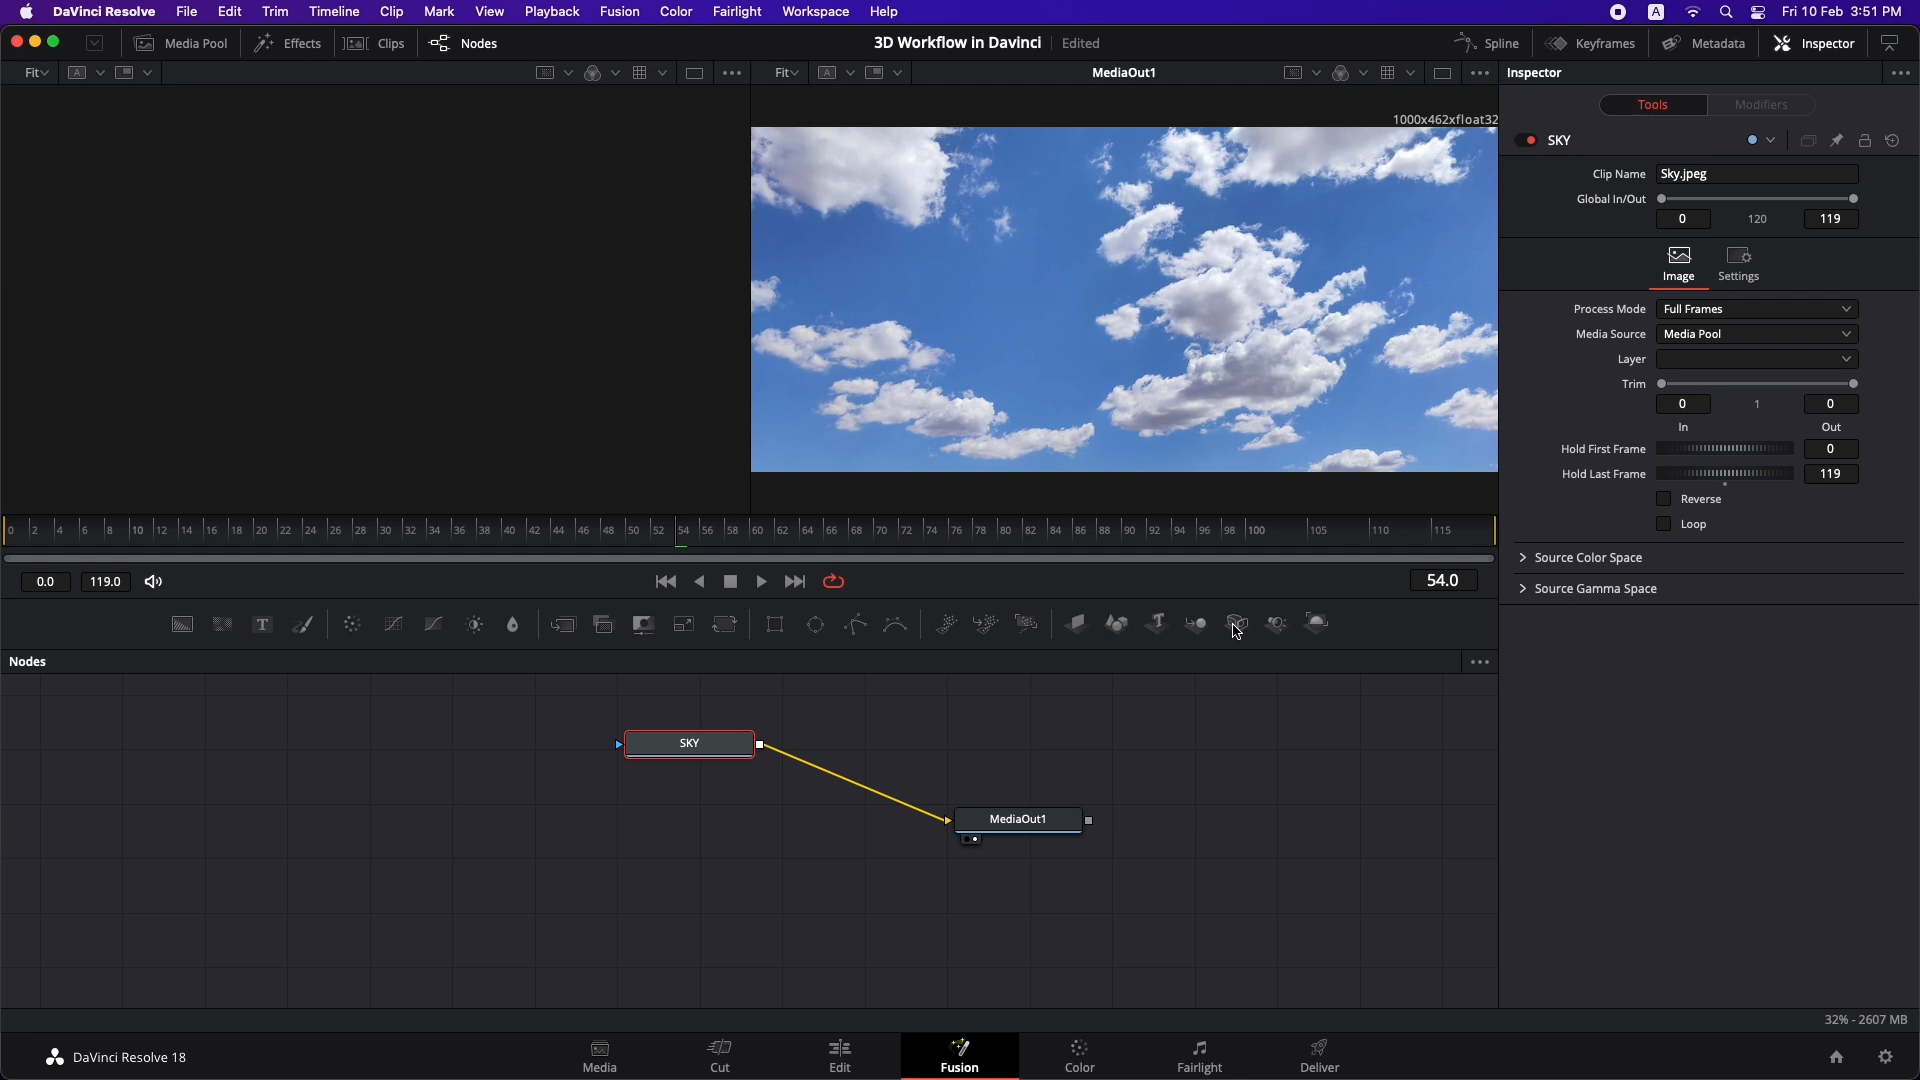 DaVinci Resolve File Edit Trim Timeline Clip Mark View Playback Fusion Color Fairlight Workspace Help A Fri 10 Feb 3:51 PM
Media Pool Effects Clips Nodes 3D Workflow in Davinci Edited Spline Keyframes Metadata Inspector
Fit A Fit A MediaOut1 Inspector
Tools Modifiers
1000x462xfloat32
SKY
Clip Name Sky.jpeg
Global In/Out
0 120 119
Image Settings
Process Mode Full Frames
Media Source Media Pool
Layer
Trim
0 1 0
In Out
Hold First Frame 0
Hold Last Frame 119
Reverse
Loop
0 2 4 6 8 10 12 14 16 18 20 22 24 26 28 30 32 34 36 38 40 42 44 46 48 50 52 54 56 58 60 62 64 66 68 70 72 74 76 78 80 82 84 86 88 90 92 94 96 98 100 105 110 115
Source Color Space
0.0 119.0 54.0
Source Gamma Space
T T
Nodes
SKY
MediaOut1
32% - 2607 MB
DaVinci Resolve 18 Media Cut Edit Fusion Color Fairlight Deliver